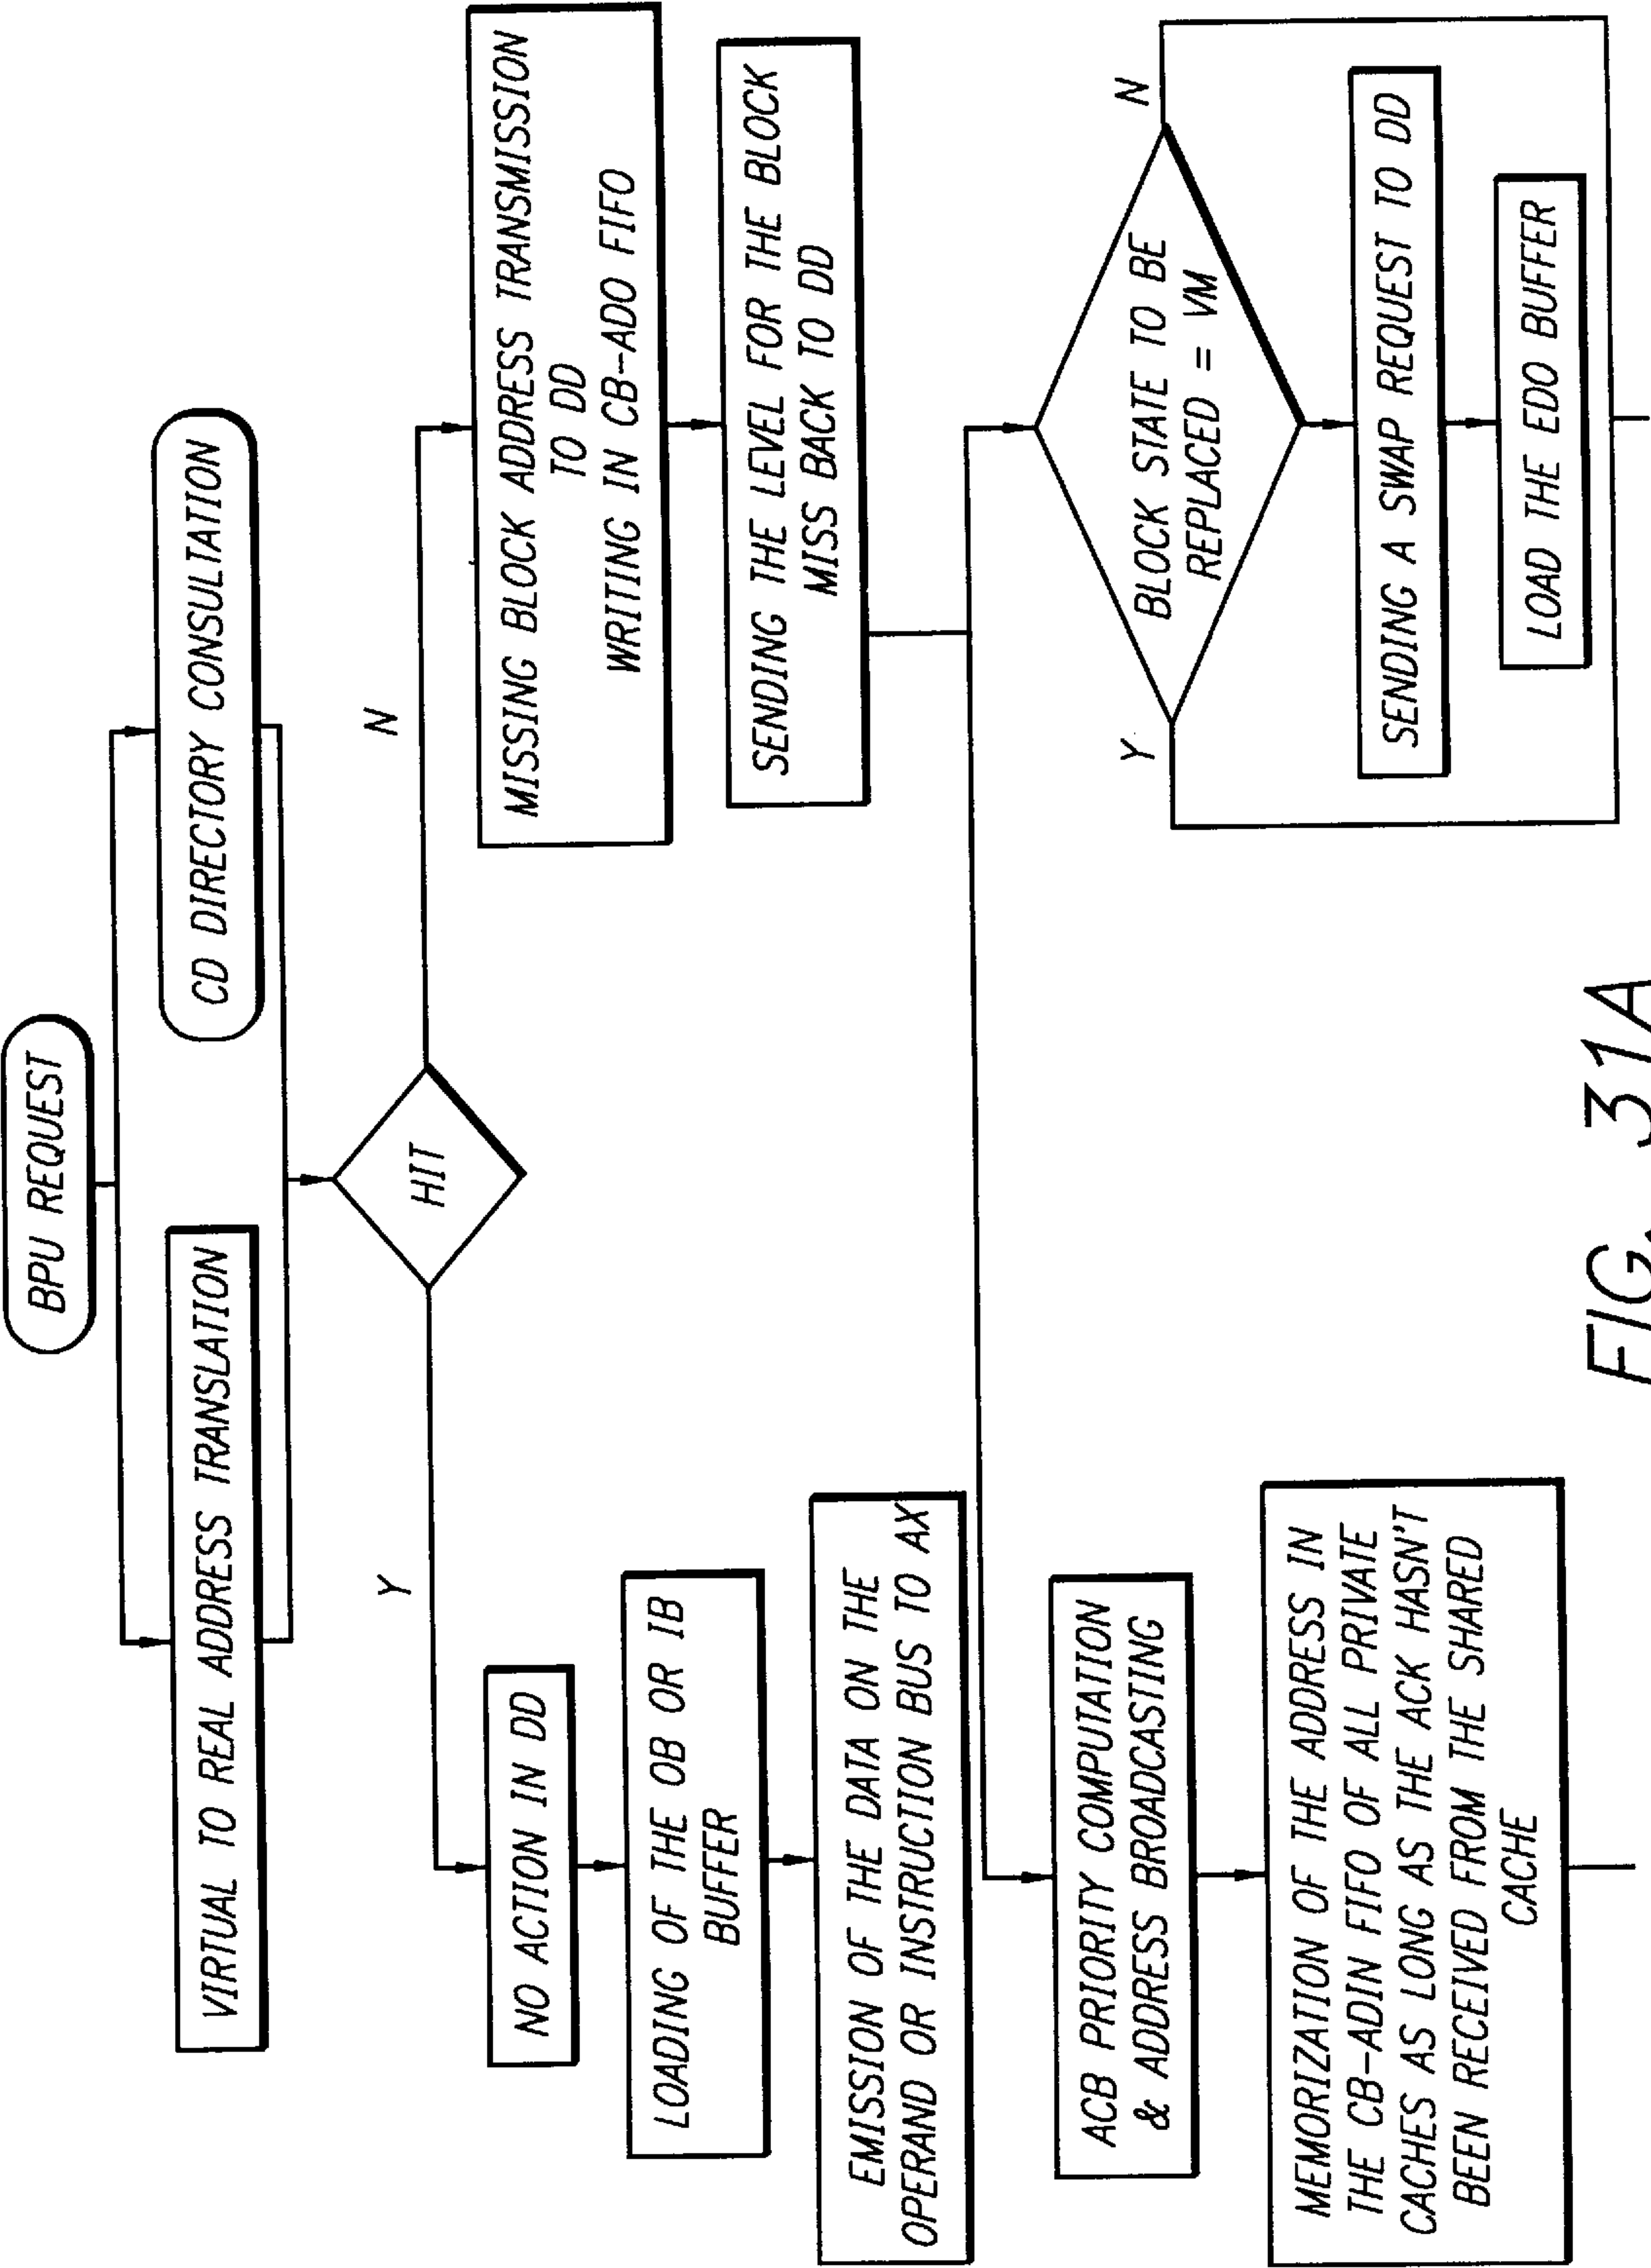 BPU REQUEST
VIRTUAL TO REAL ADDRESS TRANSLATION
CD DIRECTORY CONSULTATION
HIT
Y
N
NO ACTION IN DD
LOADING OF THE OB OR IB
BUFFER
EMISSION OF THE DATA ON THE
OPERAND OR INSTRUCTION BUS TO AX
MISSING BLOCK ADDRESS TRANSMISSION
TO DD
WRITING IN CB-ADO FIFO
SENDING THE LEVEL FOR THE BLOCK
MISS BACK TO DD
ACB PRIORITY COMPUTATION
& ADDRESS BROADCASTING
MEMORIZATION OF THE ADDRESS IN
THE CB-ADIN FIFO OF ALL PRIVATE
CACHES AS LONG AS THE ACK HASN'T
BEEN RECEIVED FROM THE SHARED
CACHE
Y
BLOCK STATE TO BE
REPLACED = VM
N
SENDING A SWAP REQUEST TO DD
LOAD THE EDO BUFFER
FIG. 31A